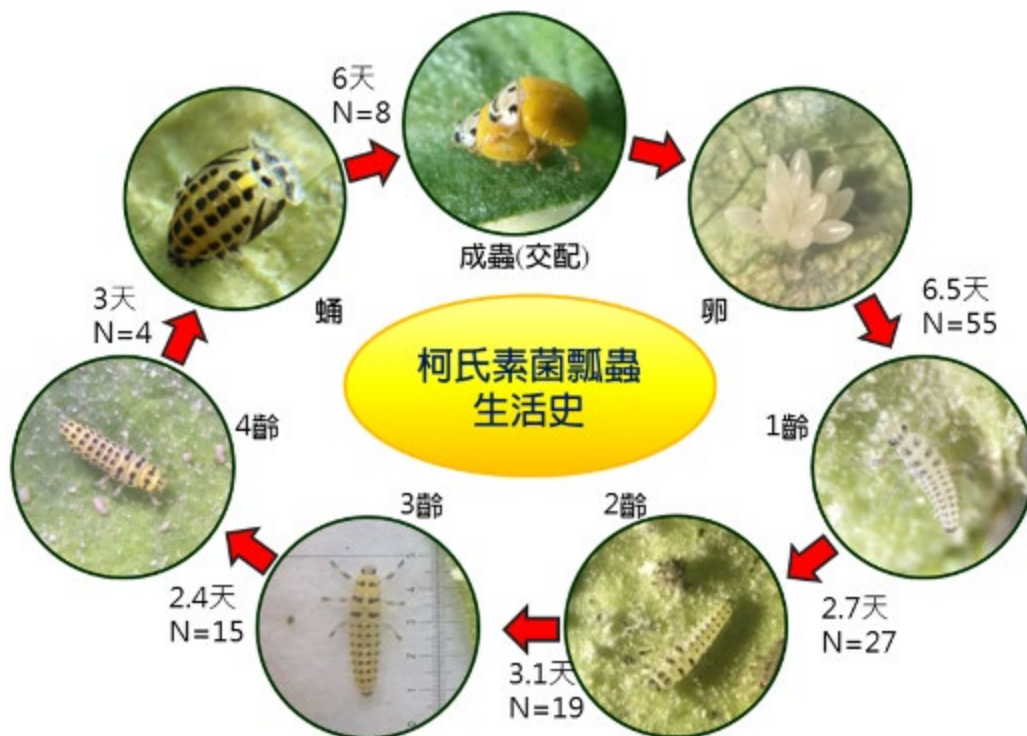 柯氏素菌瓢蟲
生活史
成蟲(交配)
卵
6.5天
N=55
1齡
2.7天
N=27
2齡
3.1天
N=19
3齡
2.4天
N=15
4齡
3天
N=4
蛹
6天
N=8